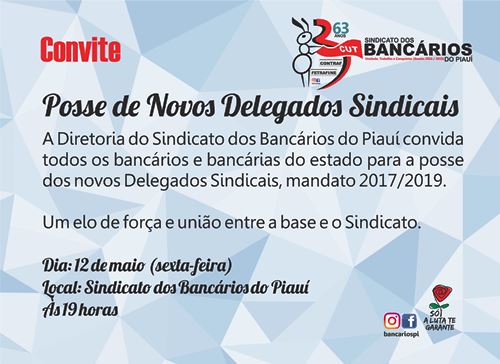 Convite
63
ANOS
CUT
CONTRAF
FETRAFINE
SINDICATO DOS
BANCÁRIOS
DO PIAUÍ
Posse de Novos Delegados Sindicais
A Diretoria do Sindicato dos Bancários do Piauí convida
todos os bancários e bancárias do estado para a posse
dos novos Delegados Sindicais, mandato 2017/2019.
Um elo de força e união entre a base e o Sindicato.
Dia: 12 de maio (sexta-feira)
Local: Sindicato dos Bancários do Piauí
Às 19 horas
bancariospi
SÓ
A LUTA TE
GARANTE